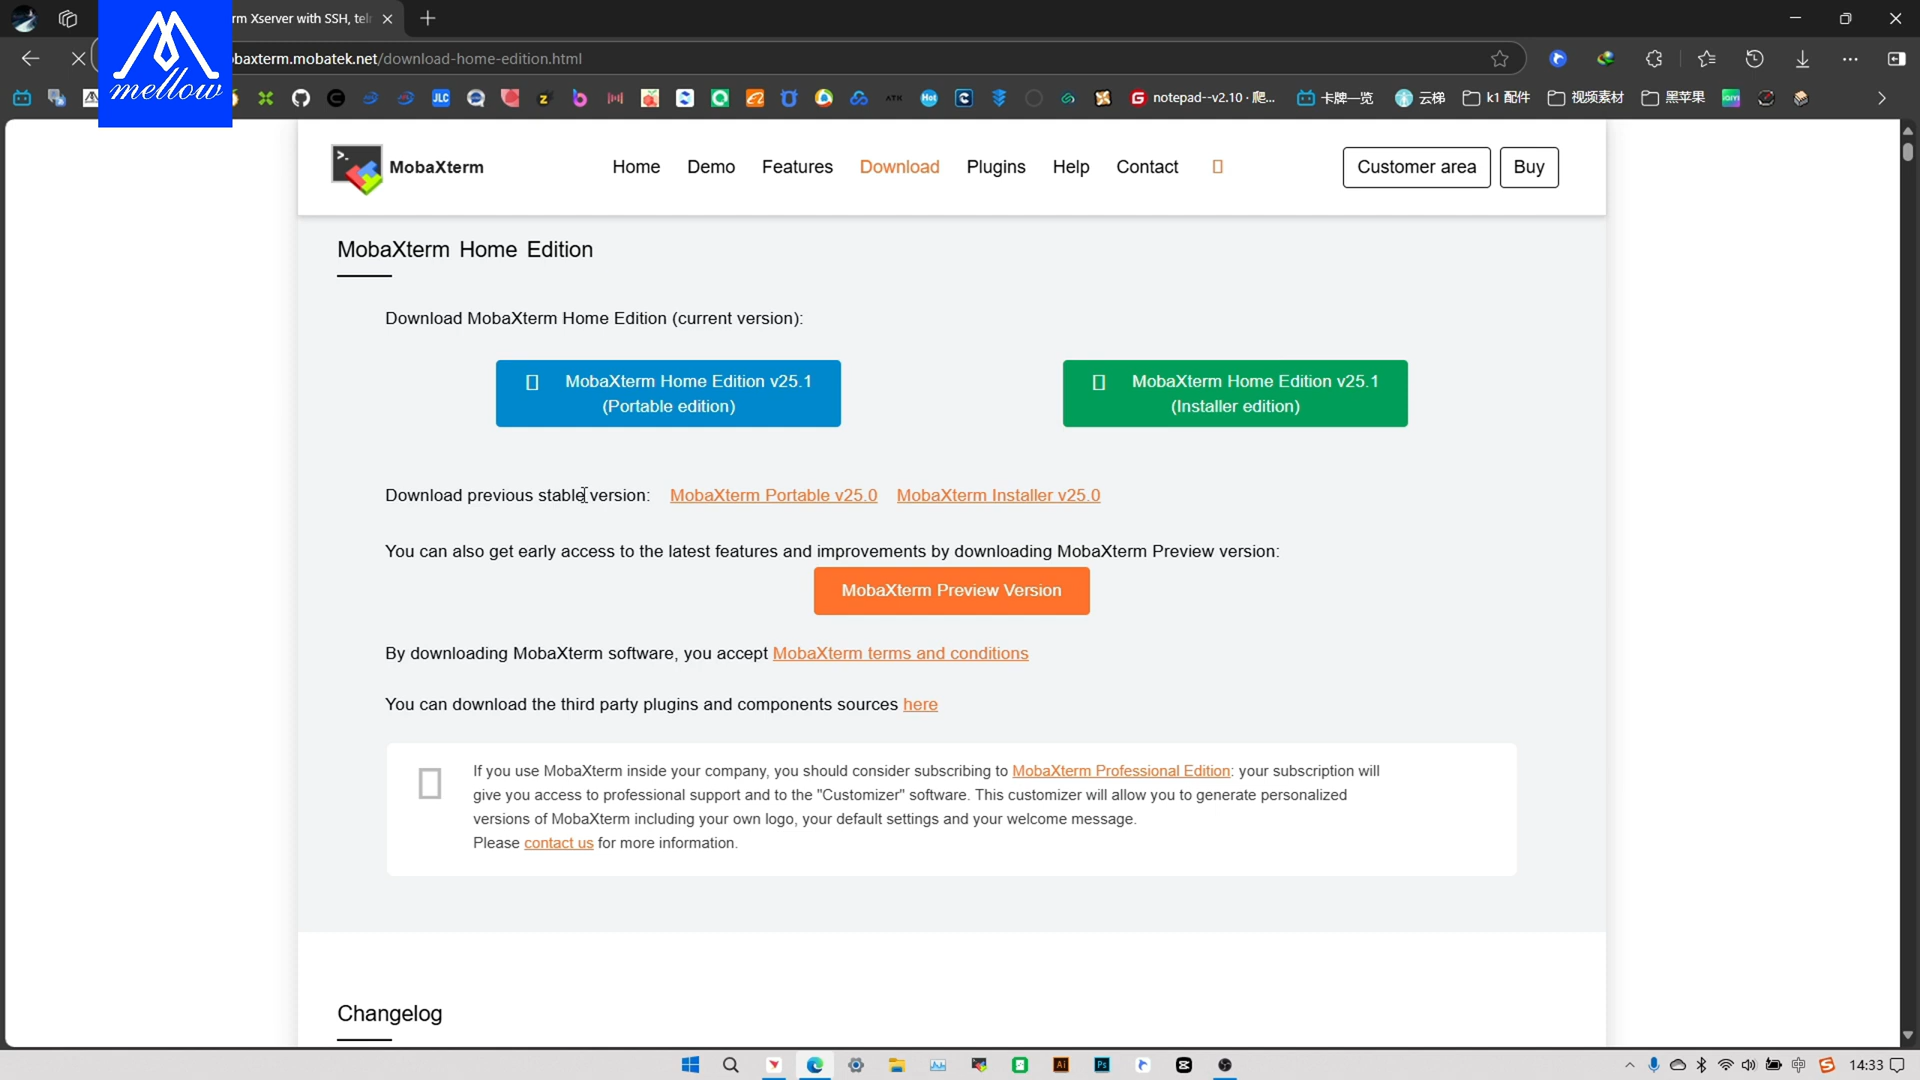 rm Xserver with SSH, teln
mellow
baxterm.mobatek.net/download-home-edition.html
JLC
ATK
Hot
notepad--v2.10 · 爬...
卡牌一览
云梯
k1 配件
视频素材
黑苹果
MobaXterm
Home
Demo
Features
Download
Plugins
Help
Contact
Customer area
Buy
MobaXterm Home Edition
Download MobaXterm Home Edition (current version):
MobaXterm Home Edition v25.1
(Portable edition)
MobaXterm Home Edition v25.1
(Installer edition)
Download previous stable version: MobaXterm Portable v25.0 MobaXterm Installer v25.0
You can also get early access to the latest features and improvements by downloading MobaXterm Preview version:
MobaXterm Preview Version
By downloading MobaXterm software, you accept MobaXterm terms and conditions
You can download the third party plugins and components sources here
If you use MobaXterm inside your company, you should consider subscribing to MobaXterm Professional Edition: your subscription will
give you access to professional support and to the "Customizer" software. This customizer will allow you to generate personalized
versions of MobaXterm including your own logo, your default settings and your welcome message.
Please contact us for more information.
Changelog
Ai
Ps
中
14:33